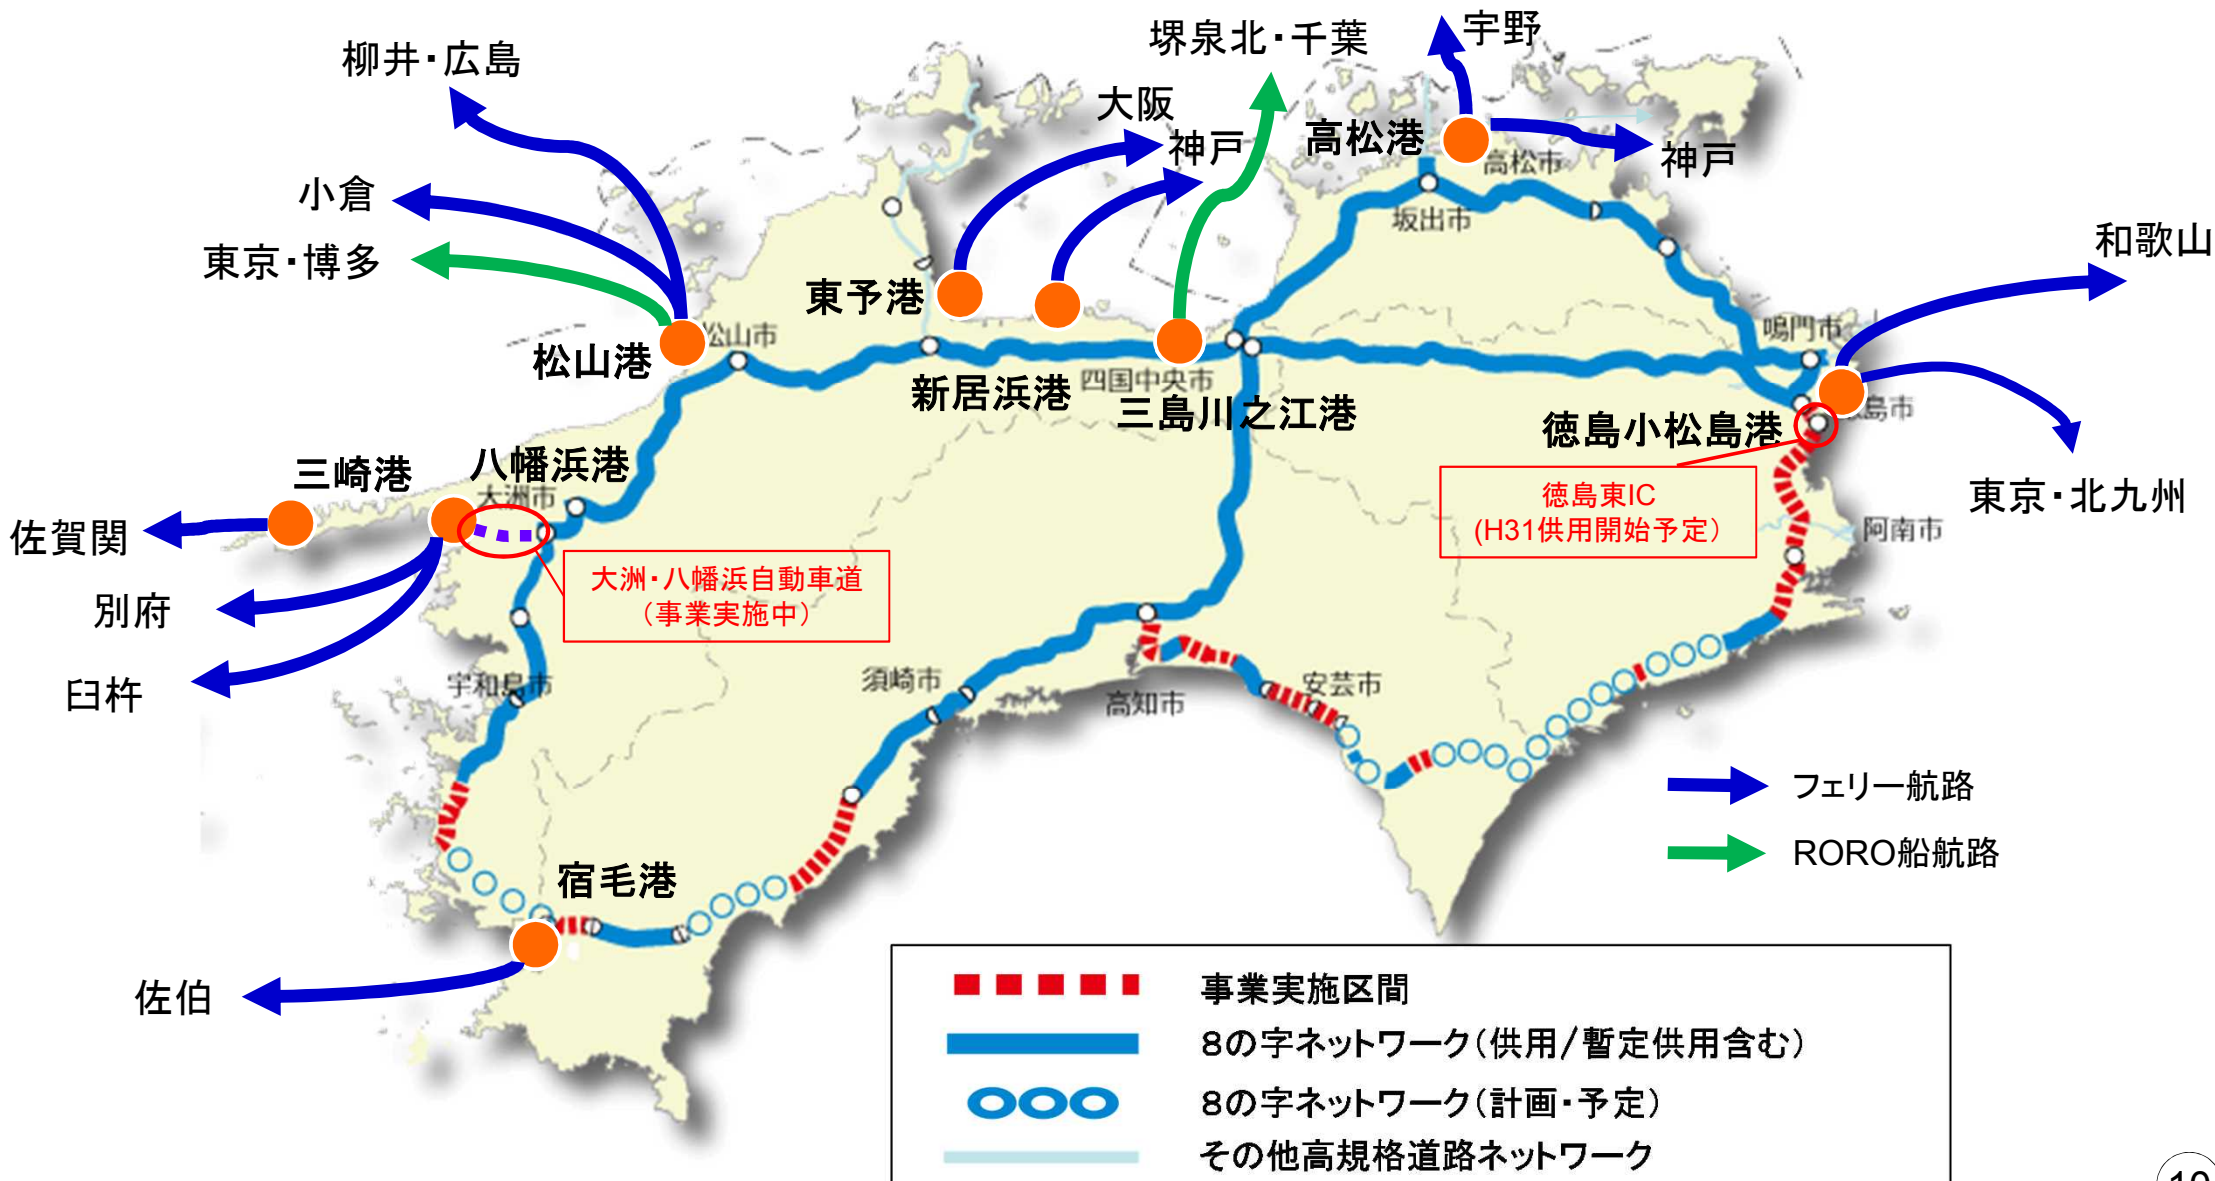 堺泉北・千葉
宇野
柳井・広島
大阪
神戸
高松港
高松市
神戸
小倉
坂出市
東京・博多
和歌山
東予港
松山港
松山市
鳴門市
新居浜港
四国中央市
三島川之江港
徳島小松島港
島市
三崎港
八幡浜港
大洲市
佐賀関
徳島東IC
(H31供用開始予定)
東京・北九州
阿南市
大洲・八幡浜自動車道
(事業実施中)
別府
臼杵
宇和島市
須崎市
高知市
安芸市
フェリー航路
RORO船航路
宿毛港
佐伯
事業実施区間
8の字ネットワーク(供用/暫定供用含む)
8の字ネットワーク(計画・予定)
その他高規格道路ネットワーク